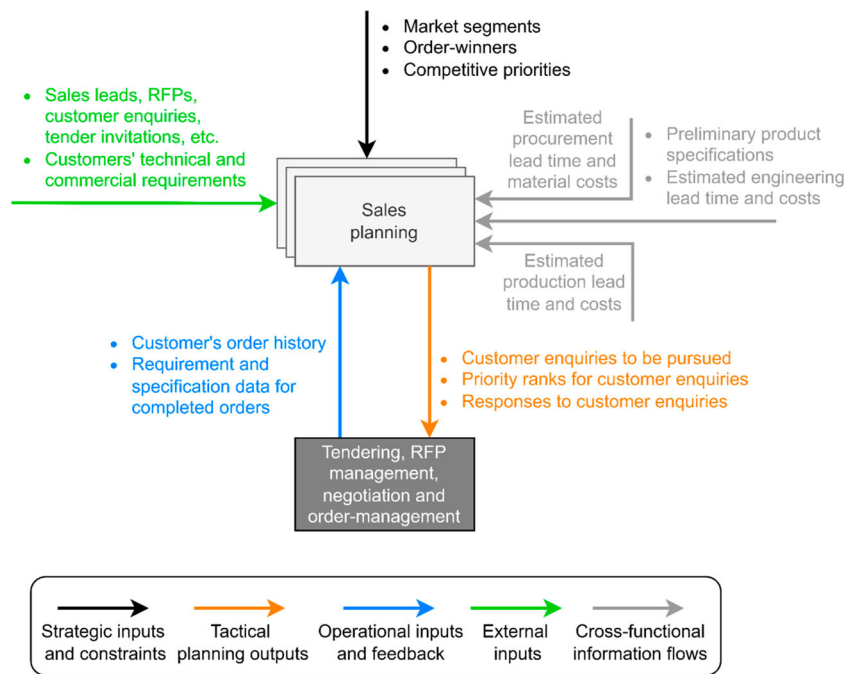 • Market segments
• Order-winners
• Competitive priorities
• Sales leads, RFPs,
customer enquiries,
tender invitations, etc.
• Customers' technical and
commercial requirements
Estimated
procurement
lead time and
material costs
• Preliminary product
specifications
• Estimated engineering
lead time and costs
Sales
planning
Estimated
production lead
time and costs
• Customer's order history
• Requirement and
specification data for
completed orders
• Customer enquiries to be pursued
• Priority ranks for customer enquiries
• Responses to customer enquiries
Tendering, RFP
management,
negotiation and
order-management
Strategic inputs
and constraints
Tactical
planning outputs
Operational inputs
and feedback
External
inputs
Cross-functional
information flows